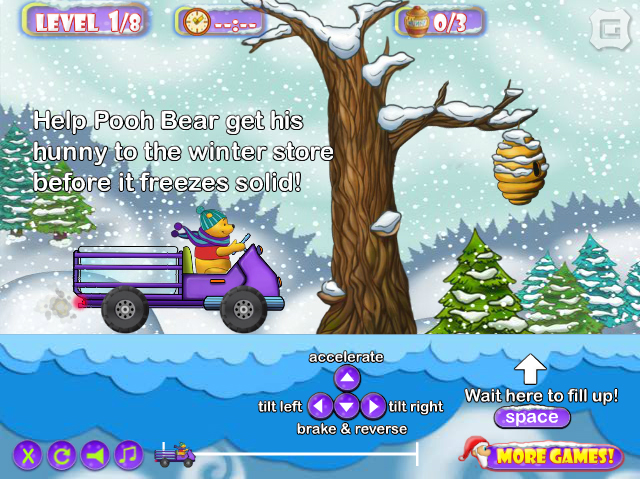 LEVEL 1/8
--:--
0/3
G
Help Pooh Bear get his
hunny to the winter store
before it freezes solid!
accelerate
tilt left
tilt right
brake & reverse
Wait here to fill up!
space
X
MORE GAMES!